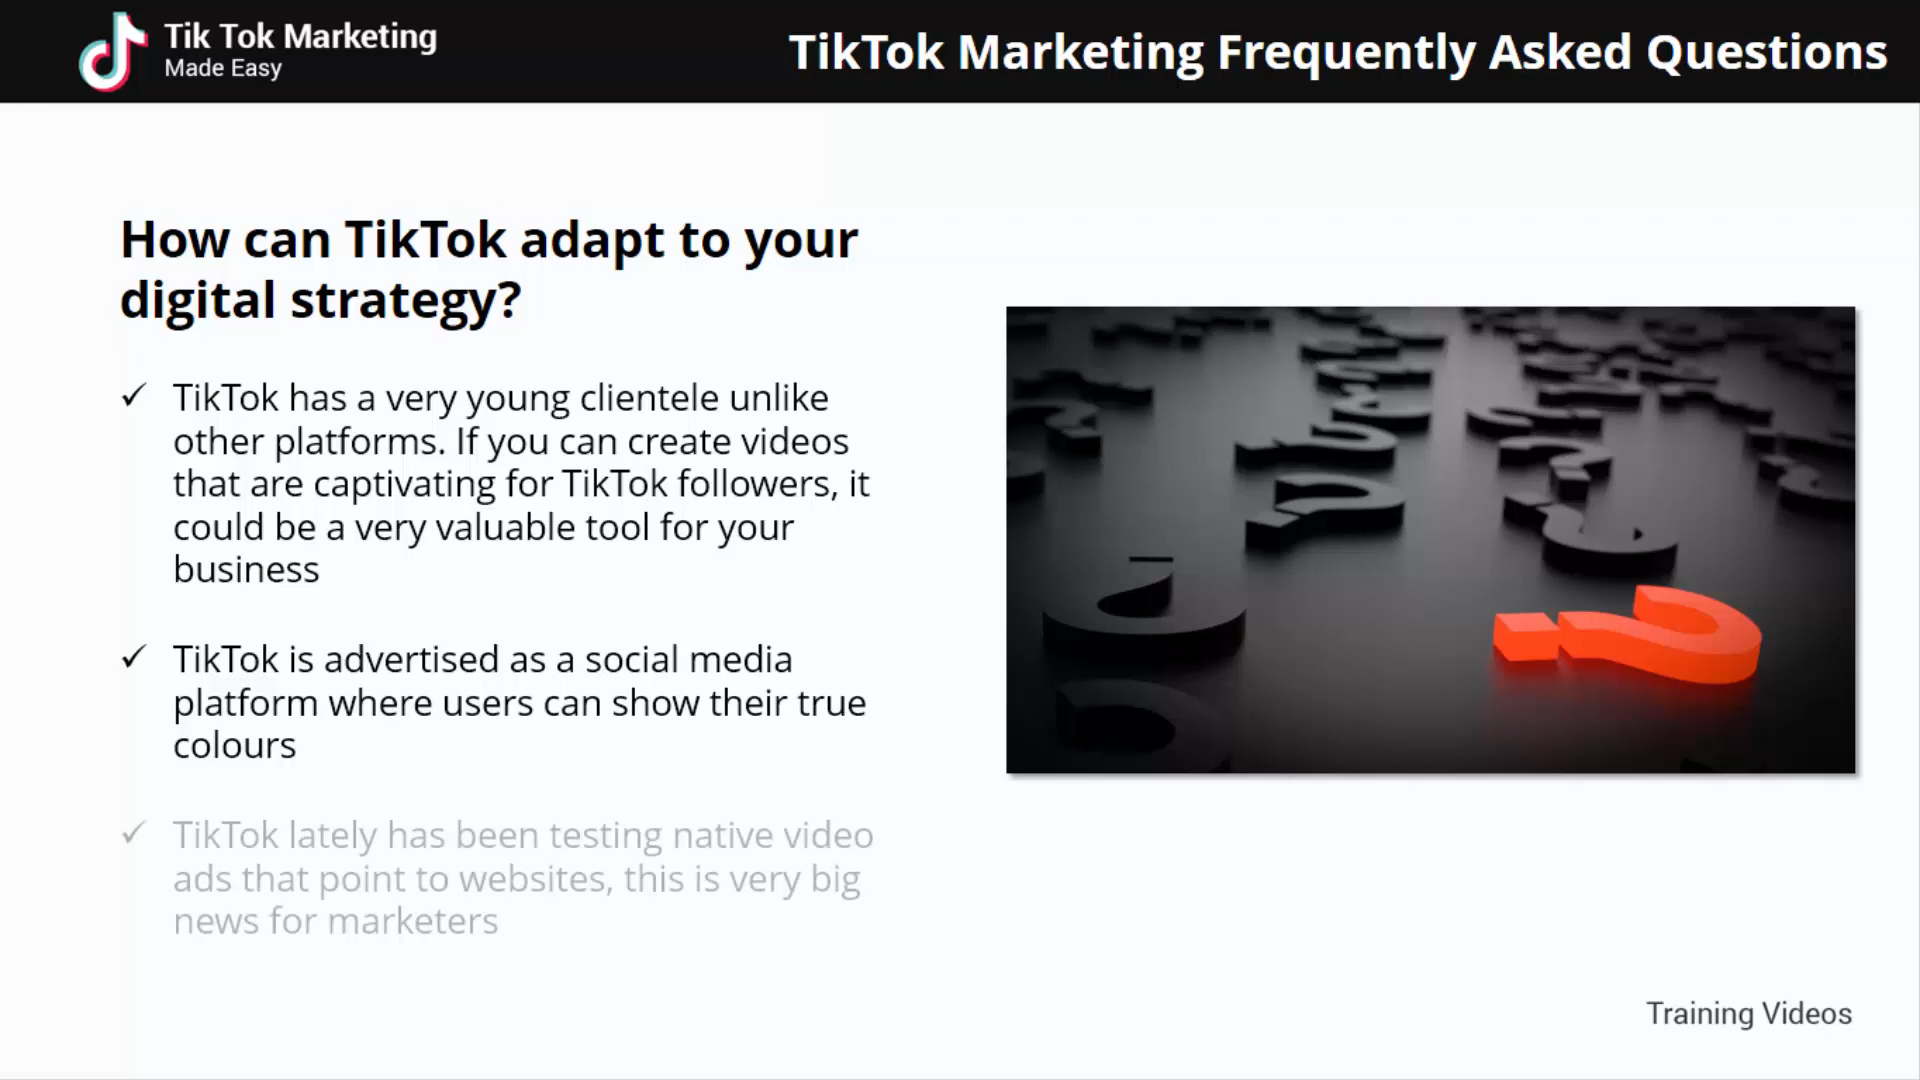 Tik Tok Marketing
Made Easy
TikTok Marketing Frequently Asked Questions
How can TikTok adapt to your
digital strategy?
✓ TikTok has a very young clientele unlike
other platforms. If you can create videos
that are captivating for TikTok followers, it
could be a very valuable tool for your
business
✓ TikTok is advertised as a social media
platform where users can show their true
colours
✓ TikTok lately has been testing native video
ads that point to websites, this is very big
news for marketers
Training Videos